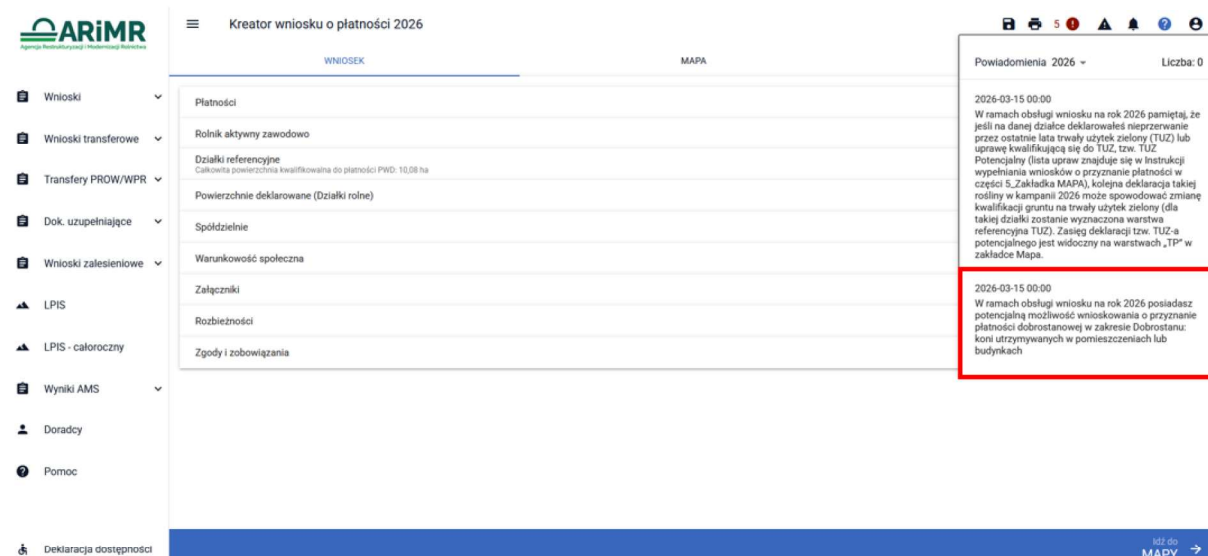 ARiMR
Agencja Restrukturyzacji i Modernizacji Rolnictwa
Kreator wniosku o płatności 2026
5
WNIOSEK
MAPA
Wnioski
Wnioski transferowe
Transfery PROW/WPR
Dok. uzupełniające
Wnioski zalesieniowe
LPIS
LPIS - całoroczny
Wyniki AMS
Doradcy
Pomoc
Deklaracja dostępności
Płatności
Rolnik aktywny zawodowo
Działki referencyjne
Całkowita powierzchnia kwalifikowalna do płatności PWD: 10,08 ha
Powierzchnie deklarowane (Działki rolne)
Spółdzielnie
Warunkowość społeczna
Załączniki
Rozbieżności
Zgody i zobowiązania
Powiadomienia 2026
Liczba: 0
2026-03-15 00:00
W ramach obsługi wniosku na rok 2026 pamiętaj, że
jeśli na danej działce deklarowałeś nieprzerwanie
przez ostatnie lata trwały użytek zielony (TUZ) lub
uprawę kwalifikującą się do TUZ, tzw. TUZ
Potencjalny (lista upraw znajduje się w Instrukcji
wypełniania wniosków o przyznanie płatności w
części 5_Zakładka MAPA), kolejna deklaracja takiej
rośliny w kampanii 2026 może spowodować zmianę
kwalifikacji gruntu na trwały użytek zielony (dla
takiej działki zostanie wyznaczona warstwa
referencyjna TUZ). Zasięg deklaracji tzw. TUZ-a
potencjalnego jest widoczny na warstwach „TP” w
zakładce Mapa.
2026-03-15 00:00
W ramach obsługi wniosku na rok 2026 posiadasz
potencjalną możliwość wnioskowania o przyznanie
płatności dobrostanowej w zakresie Dobrostanu:
koni utrzymywanych w pomieszczeniach lub
budynkach
Idź do
MAPY